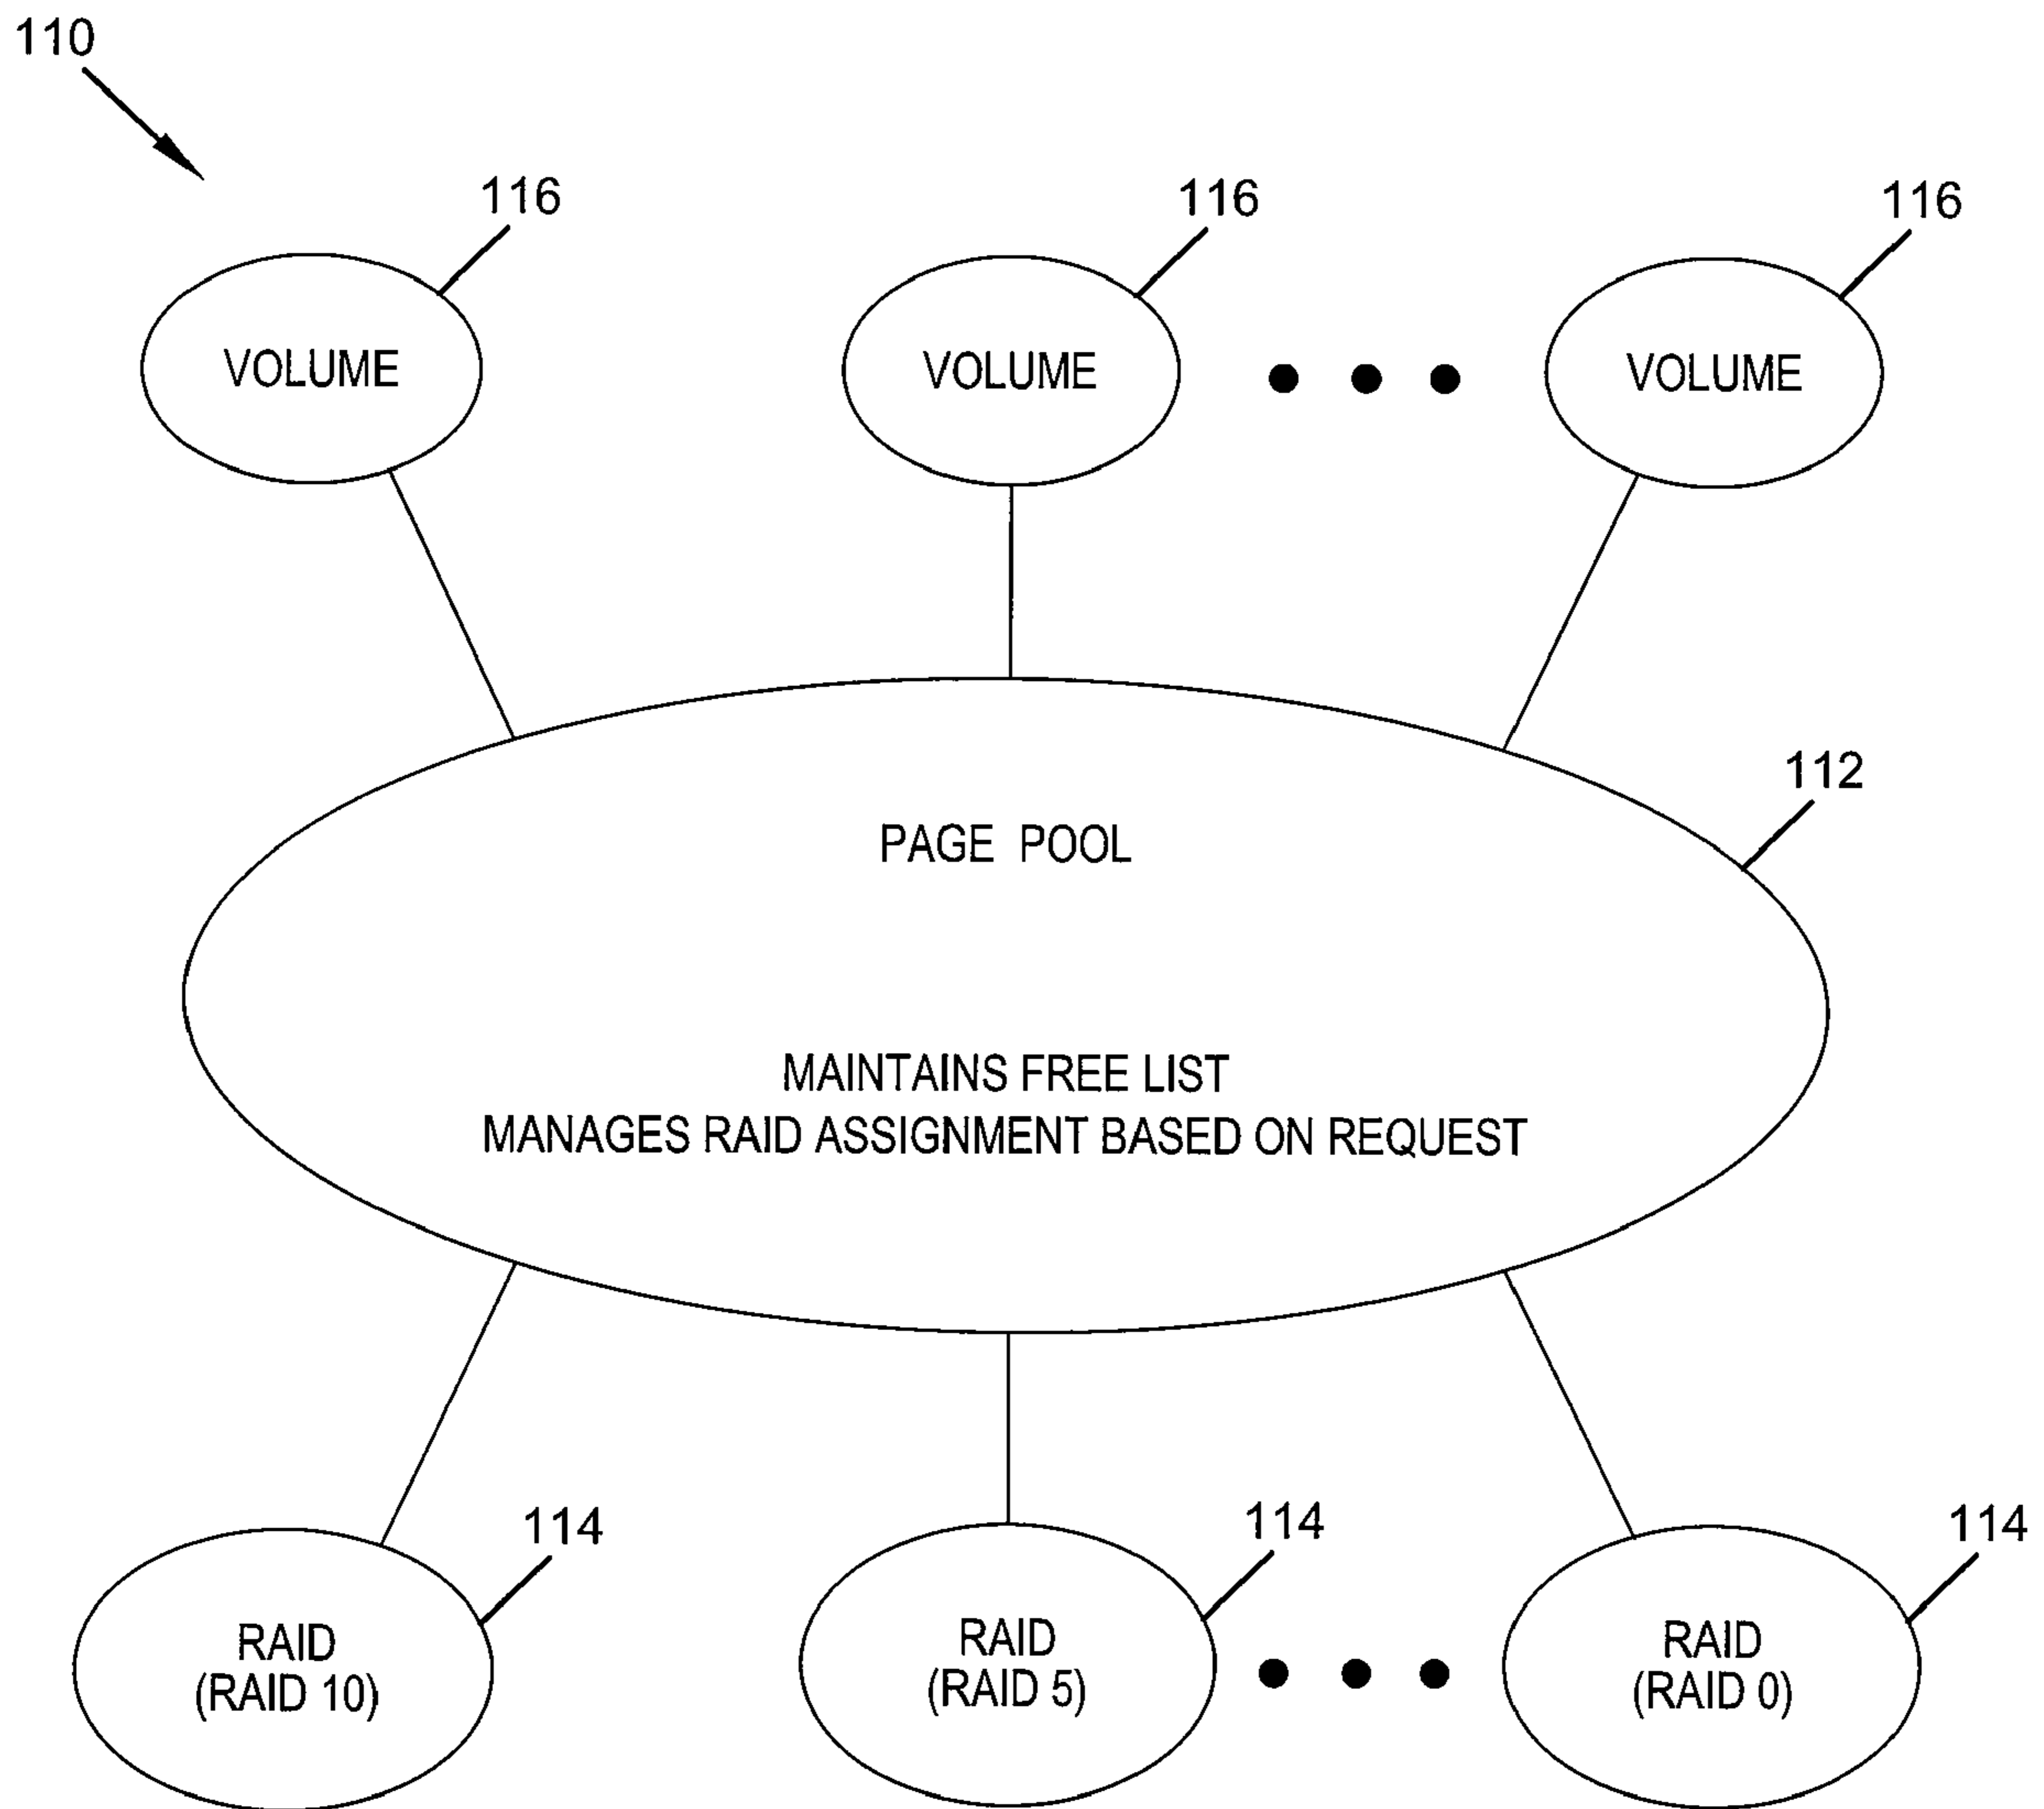 110
116
116
116
VOLUME
VOLUME
VOLUME
112
PAGE POOL
MAINTAINS FREE LIST
MANAGES RAID ASSIGNMENT BASED ON REQUEST
114
114
114
RAID
(RAID 10)
RAID
(RAID 5)
RAID
(RAID 0)